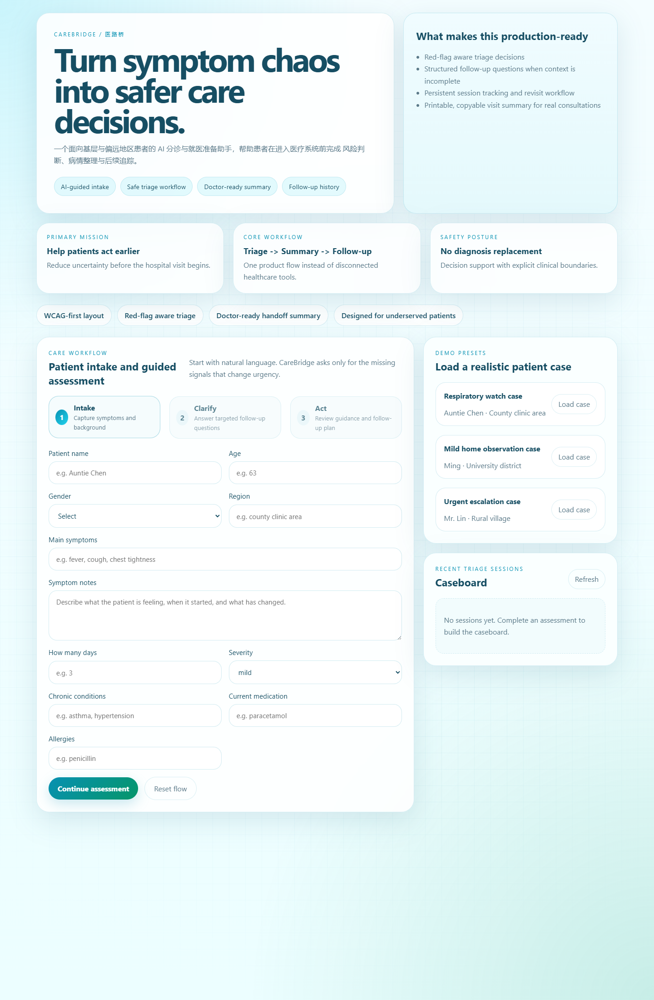 CAREBRIDGE / 医路桥
Turn symptom chaos
into safer care
decisions.
一个面向基层与偏远地区患者的 AI 分诊与就医准备助手，帮助患者在进入医疗系统前完成 风险判
断、病情整理与后续追踪。
AI-guided intake
Safe triage workflow
Doctor-ready summary
Follow-up history
What makes this production-ready
• Red-flag aware triage decisions
• Structured follow-up questions when context is
incomplete
• Persistent session tracking and revisit workflow
• Printable, copyable visit summary for real consultations
PRIMARY MISSION
Help patients act earlier
Reduce uncertainty before the hospital visit begins.
CORE WORKFLOW
Triage -> Summary -> Follow-up
One product flow instead of disconnected
healthcare tools.
SAFETY POSTURE
No diagnosis replacement
Decision support with explicit clinical boundaries.
WCAG-first layout
Red-flag aware triage
Doctor-ready handoff summary
Designed for underserved patients
CARE WORKFLOW
Patient intake and guided
assessment
Start with natural language. CareBridge asks only for the missing
signals that change urgency.
1
Intake
Capture symptoms and
background
2
Clarify
Answer targeted follow-up
questions
3
Act
Review guidance and follow-
up plan
Patient name
e.g. Auntie Chen
Age
e.g. 63
Gender
Select
Region
e.g. county clinic area
Main symptoms
e.g. fever, cough, chest tightness
Symptom notes
Describe what the patient is feeling, when it started, and what has changed.
How many days
e.g. 3
Severity
mild
Chronic conditions
e.g. asthma, hypertension
Current medication
e.g. paracetamol
Allergies
e.g. penicillin
Continue assessment
Reset flow
DEMO PRESETS
Load a realistic patient case
Respiratory watch case
Auntie Chen · County clinic area
Load case
Mild home observation case
Ming · University district
Load case
Urgent escalation case
Mr. Lin · Rural village
Load case
RECENT TRIAGE SESSIONS
Caseboard
Refresh
No sessions yet. Complete an assessment to
build the caseboard.